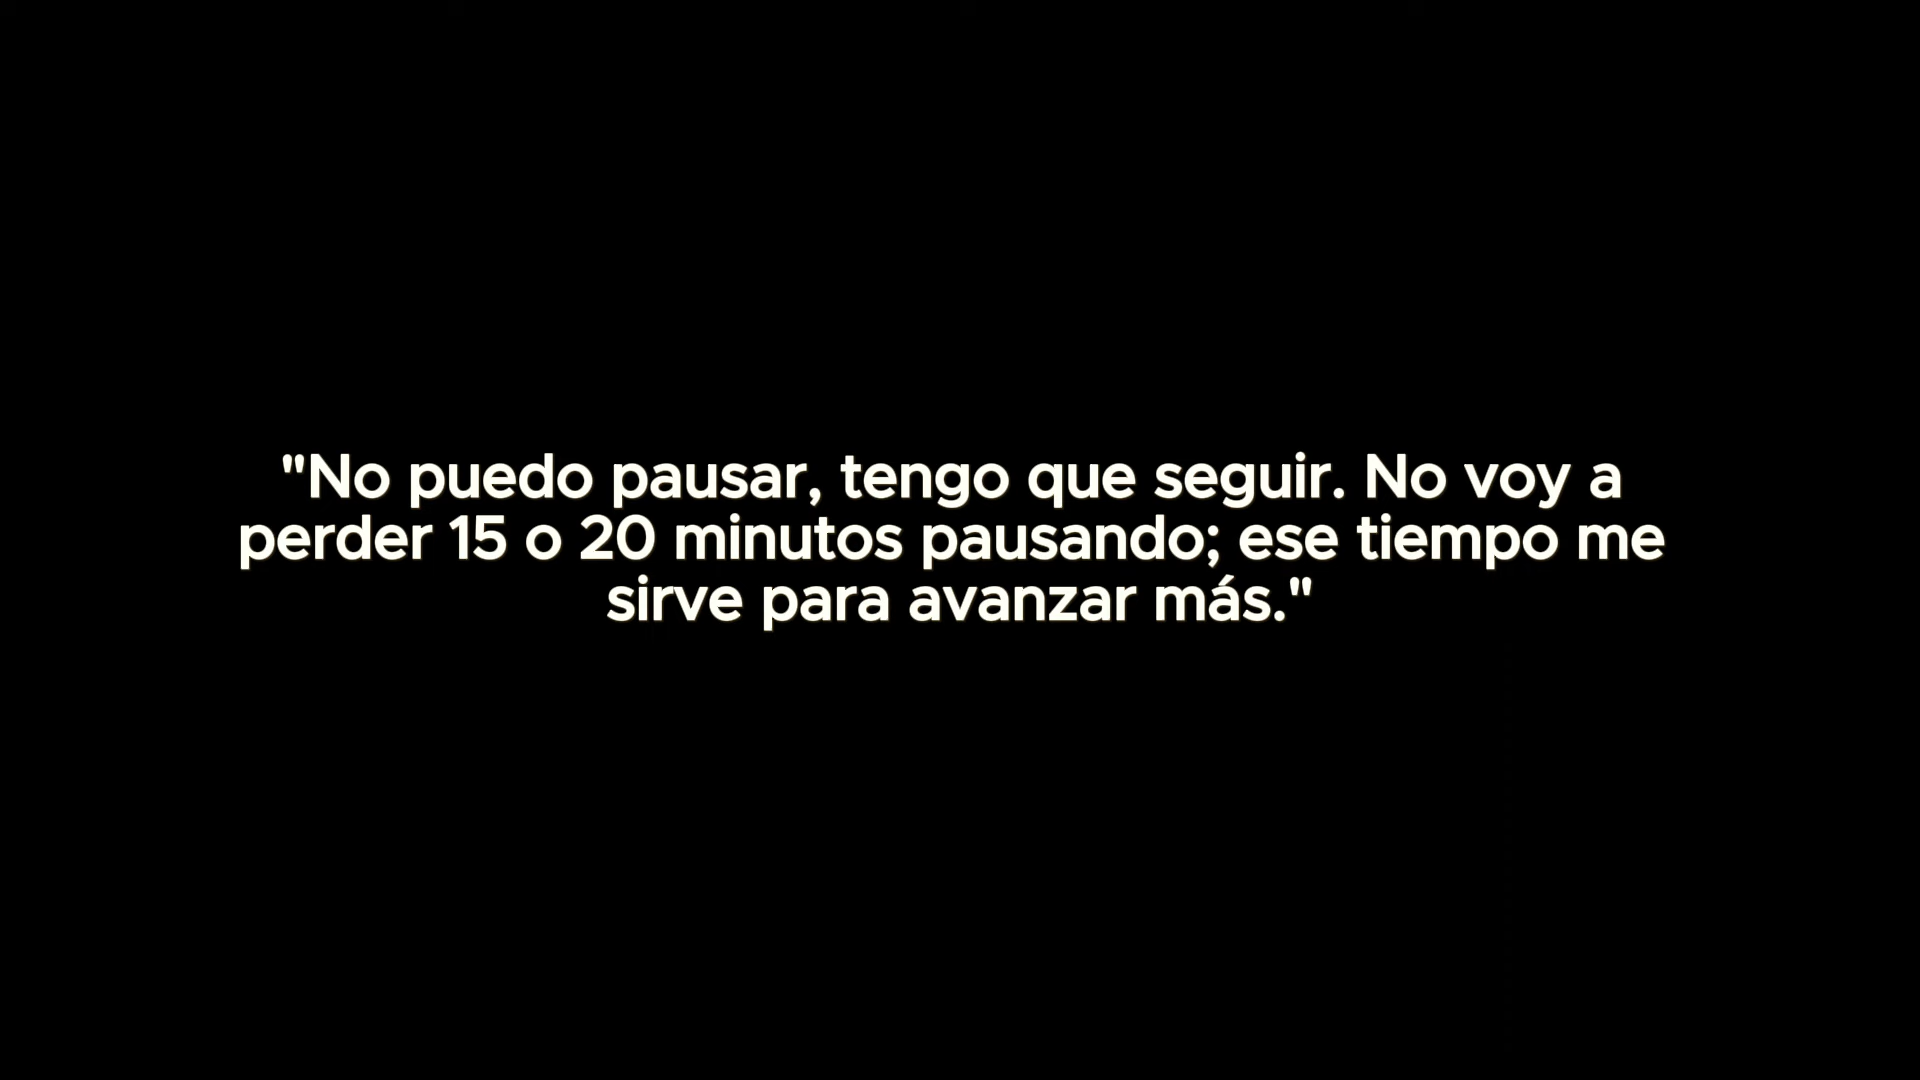 "No puedo pausar, tengo que seguir. No voy a
perder 15 o 20 minutos pausando; ese tiempo me
sirve para avanzar más."